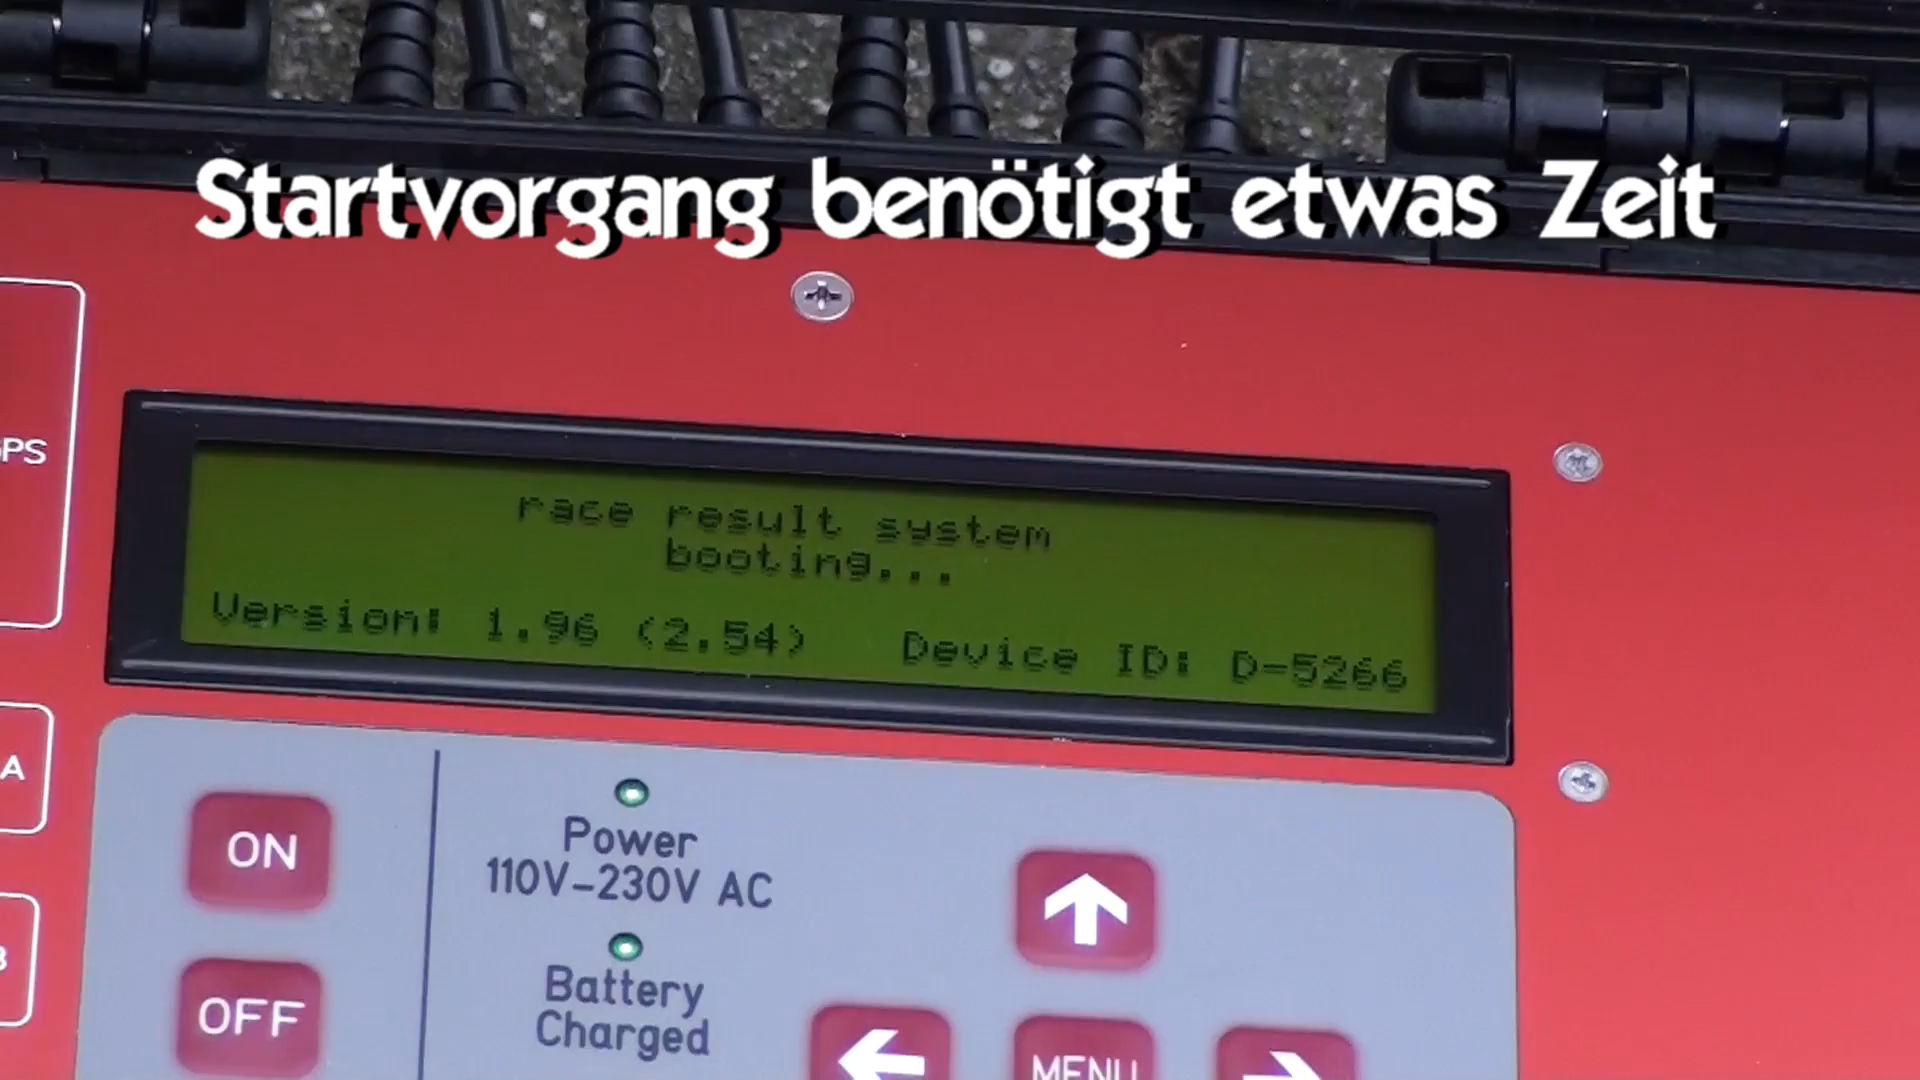 Startvorgang benötigt etwas Zeit
PS
race result system
booting...
Version: 1.96 (2.54) Device ID: D-5266
A
ON
Power
110V-230V AC
Battery
Charged
OFF
MENU